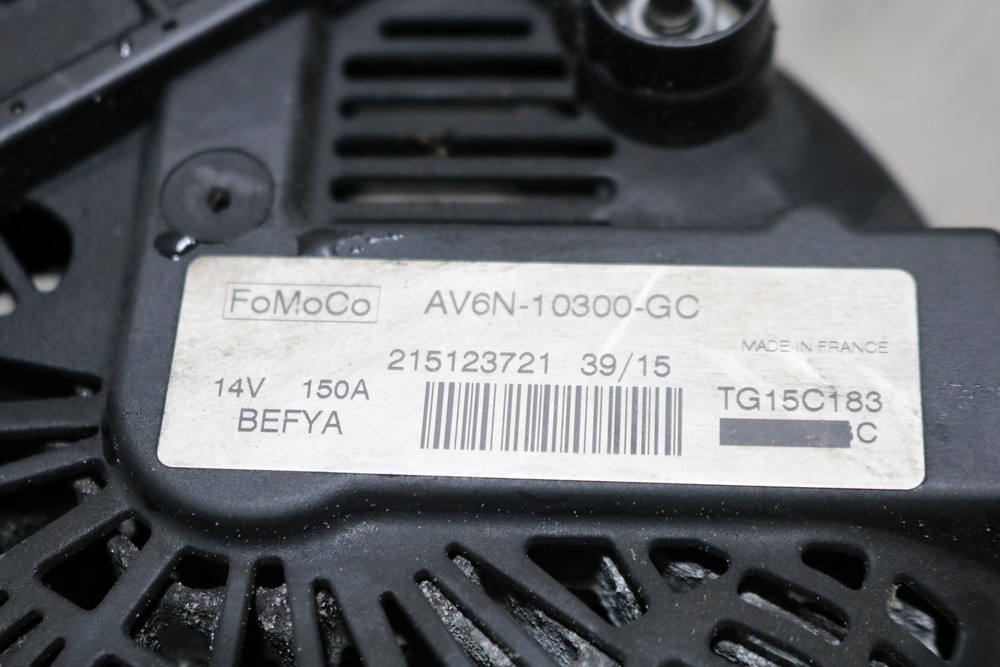 FoMoCo AV6N-10300-GC
MADE IN FRANCE
215123721 39/15
14V 150A
TG15C183
BEFYA
C